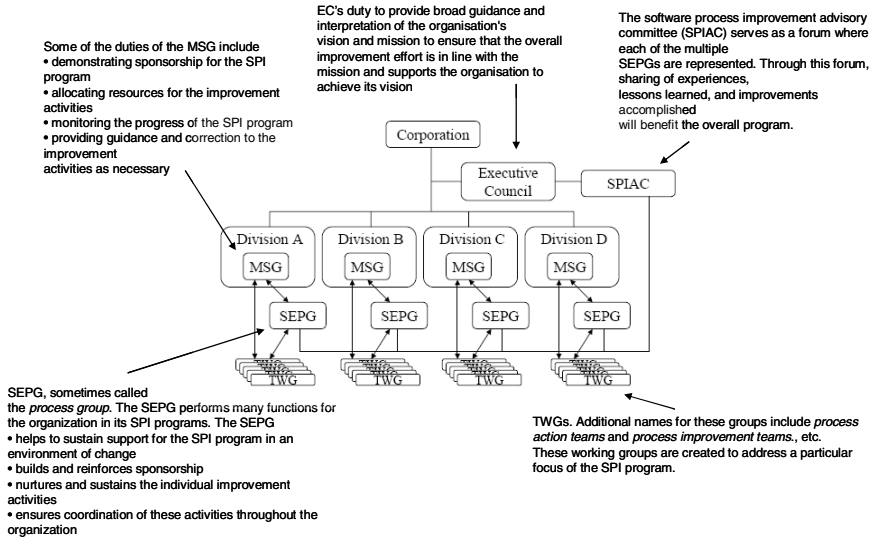 EC's duty to provide broad guidance and
interpretation of the organisation's
vision and mission to ensure that the overall
improvement effort is in line with the
mission and supports the organisation to
achieve its vision
The software process improvement advisory
committee (SPIAC) serves as a forum where
each of the multiple
SEPGs are represented. Through this forum,
sharing of experiences,
lessons learned, and improvements
accomplished
will benefit the overall program.
Some of the duties of the MSG include
• demonstrating sponsorship for the SPI
program
• allocating resources for the improvement
activities
• monitoring the progress of the SPI program
• providing guidance and correction to the
improvement
activities as necessary
Corporation
Executive
Council
SPIAC
Division A
Division B
Division C
Division D
MSG
MSG
MSG
MSG
SEPG
SEPG
SEPG
SEPG
TWG
TWG
TWG
TWG
SEPG, sometimes called
the process group. The SEPG performs many functions for
the organization in its SPI programs. The SEPG
• helps to sustain support for the SPI program in an
environment of change
• builds and reinforces sponsorship
• nurtures and sustains the individual improvement
activities
• ensures coordination of these activities throughout the
organization
TWGs. Additional names for these groups include process
action teams and process improvement teams., etc.
These working groups are created to address a particular
focus of the SPI program.